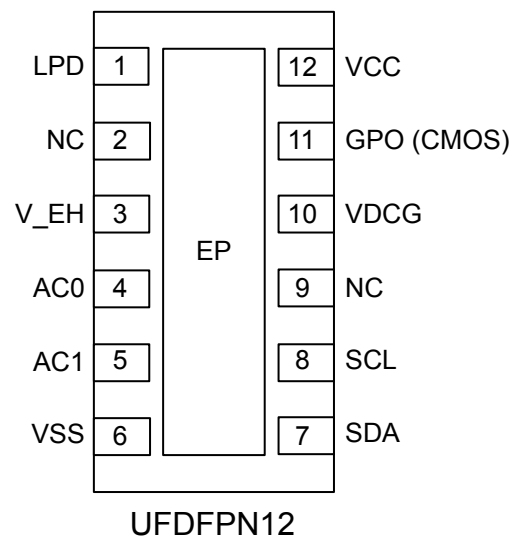 LPD 1 12 VCC
NC 2 11 GPO (CMOS)
V_EH 3 10 VDCG
EP
AC0 4 9 NC
AC1 5 8 SCL
VSS 6 7 SDA
UFDFPN12